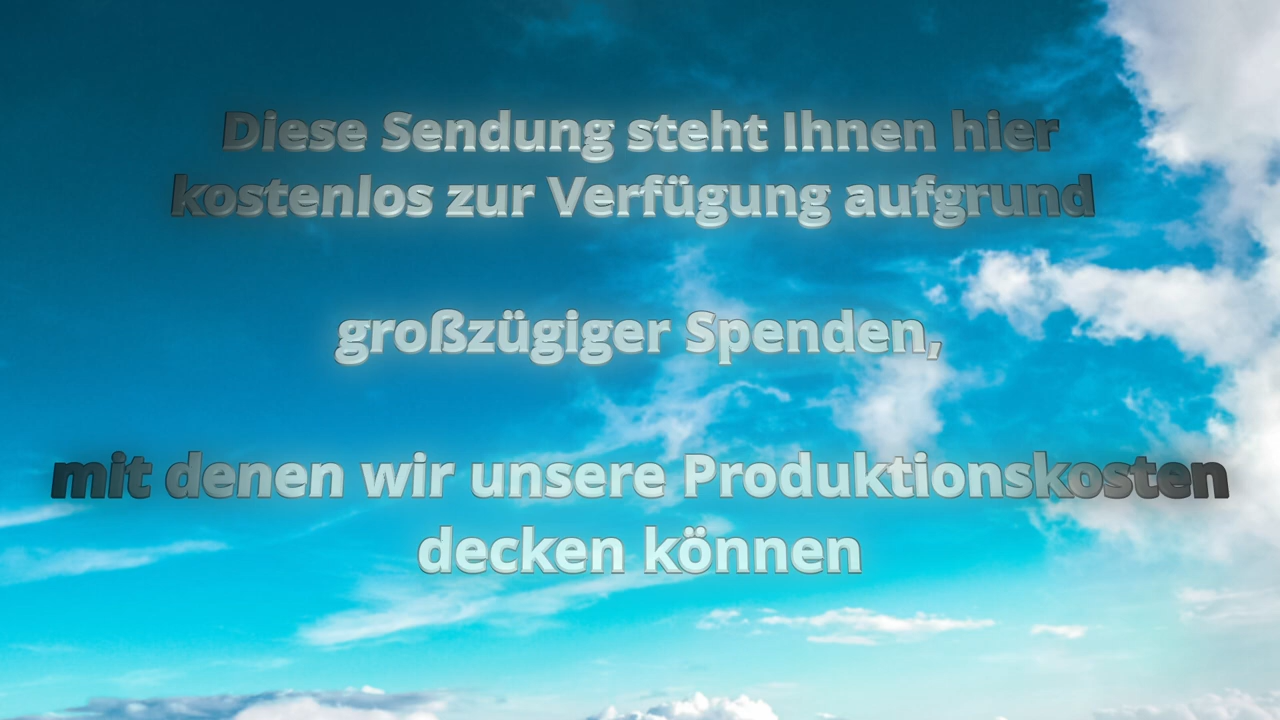 Diese Sendung steht Ihnen hier
kostenlos zur Verfügung aufgrund
großzügiger Spenden,
mit denen wir unsere Produktionskosten
decken können